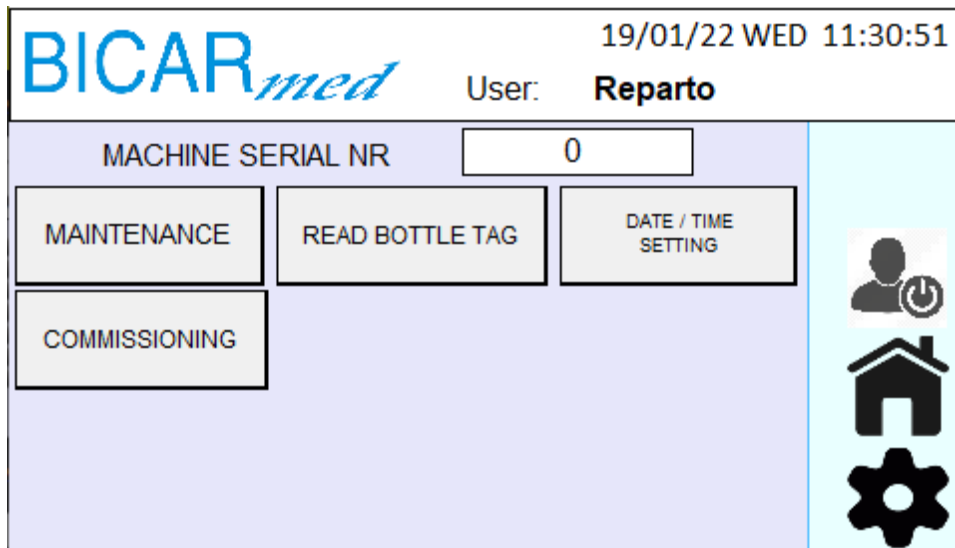 BICARmed
19/01/22 WED 11:30:51
User: Reparto
MACHINE SERIAL NR 0
MAINTENANCE
READ BOTTLE TAG
DATE / TIME
SETTING
COMMISSIONING